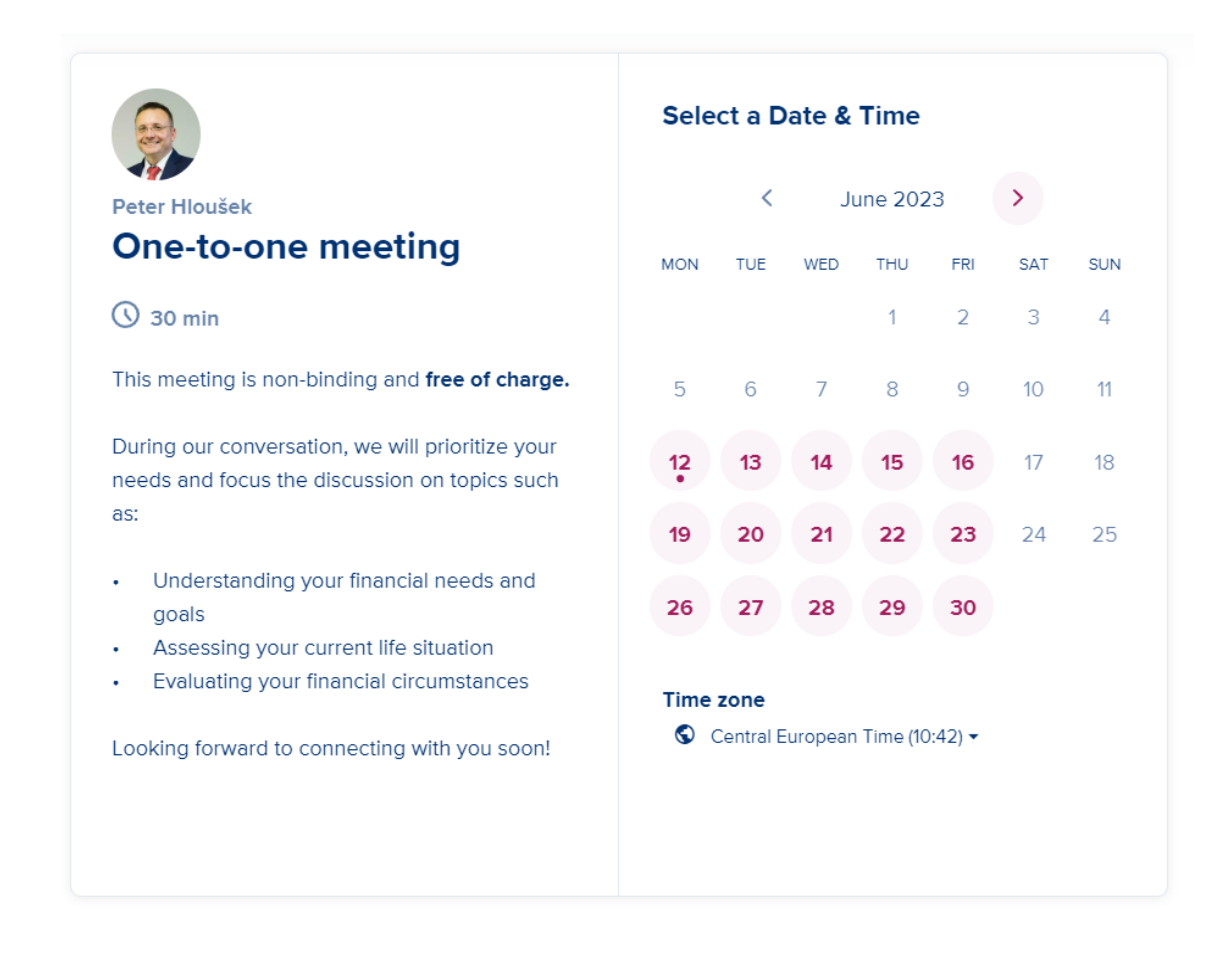 Peter Hloušek
One-to-one meeting
30 min
This meeting is non-binding and free of charge.
During our conversation, we will prioritize your
needs and focus the discussion on topics such
as:
• Understanding your financial needs and
goals
• Assessing your current life situation
• Evaluating your financial circumstances
Looking forward to connecting with you soon!
Select a Date & Time
June 2023
MON TUE WED THU FRI SAT SUN
1 2 3 4
5 6 7 8 9 10 11
12 13 14 15 16 17 18
19 20 21 22 23 24 25
26 27 28 29 30
Time zone
Central European Time (10:42)